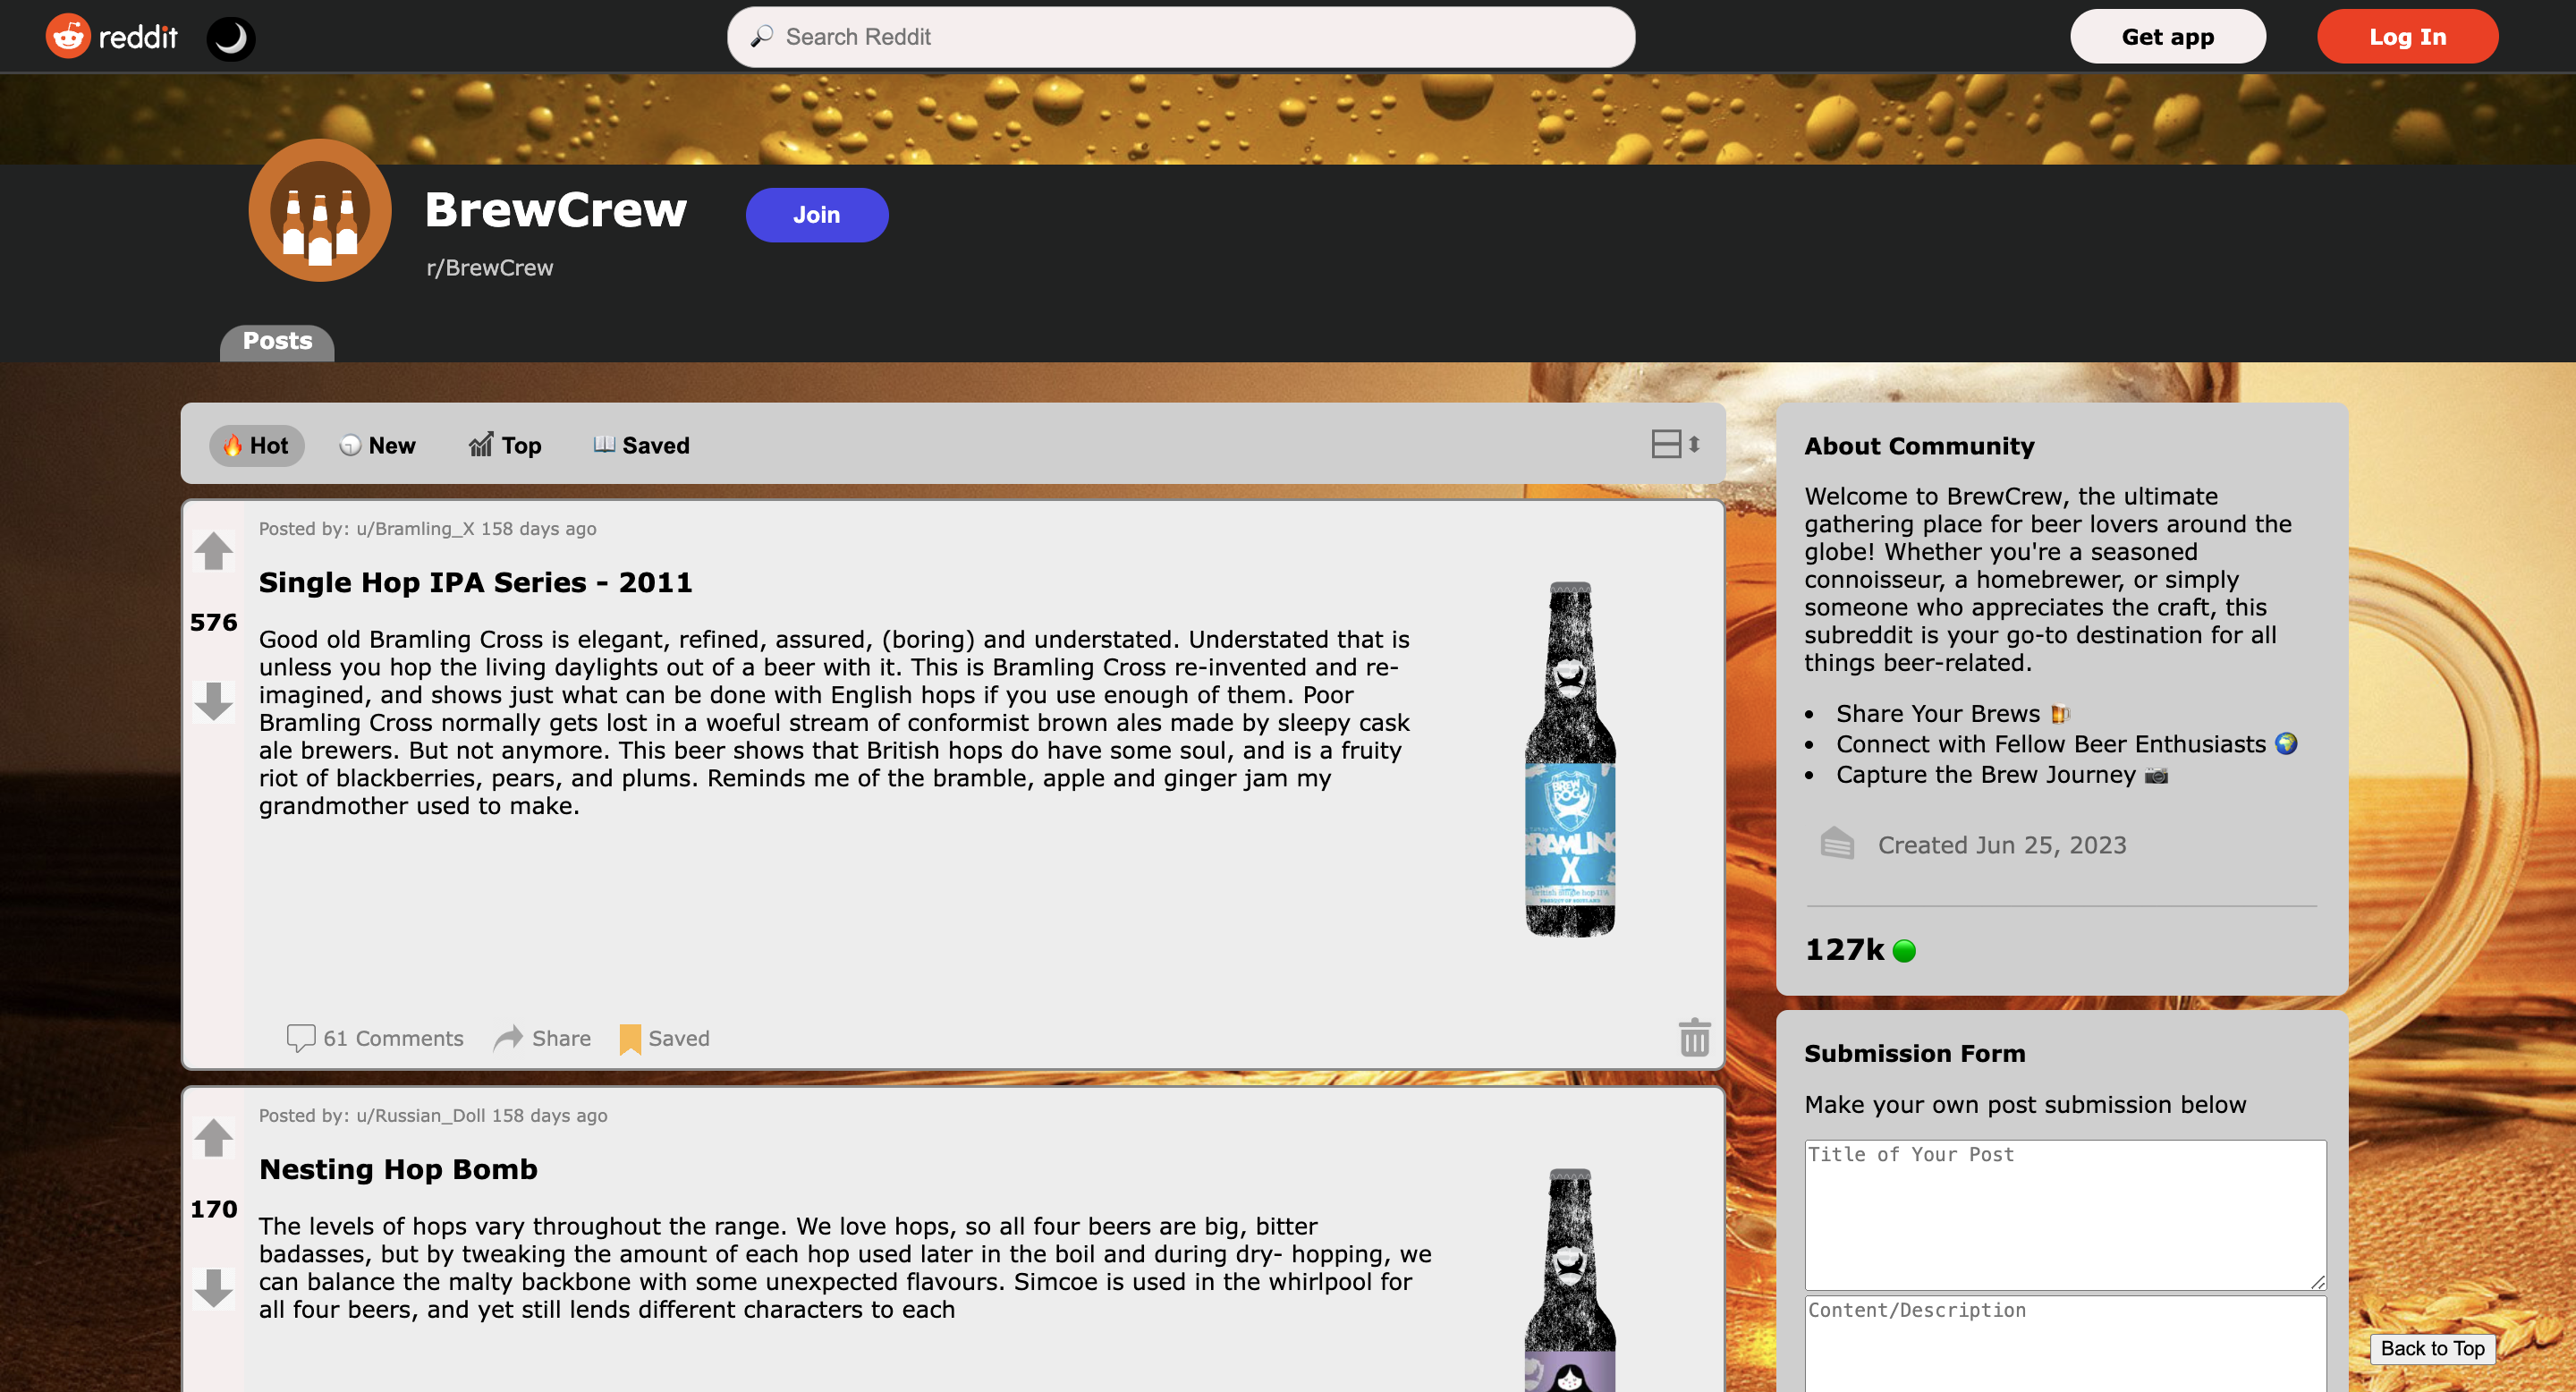 reddit
Search Reddit
Get app
Log In
BrewCrew
Join
r/BrewCrew
Posts
Hot
New
Top
Saved
Posted by: u/Bramling_X 158 days ago
Single Hop IPA Series - 2011
576
Good old Bramling Cross is elegant, refined, assured, (boring) and understated. Understated that is
unless you hop the living daylights out of a beer with it. This is Bramling Cross re-invented and re-
imagined, and shows just what can be done with English hops if you use enough of them. Poor
Bramling Cross normally gets lost in a woeful stream of conformist brown ales made by sleepy cask
ale brewers. But not anymore. This beer shows that British hops do have some soul, and is a fruity
riot of blackberries, pears, and plums. Reminds me of the bramble, apple and ginger jam my
grandmother used to make.
BREW
DOG
BRAMLING
X
British single hop IPA
PRODUCT OF SCOTLAND
61 Comments
Share
Saved
Posted by: u/Russian_Doll 158 days ago
Nesting Hop Bomb
170
The levels of hops vary throughout the range. We love hops, so all four beers are big, bitter
badasses, but by tweaking the amount of each hop used later in the boil and during dry- hopping, we
can balance the malty backbone with some unexpected flavours. Simcoe is used in the whirlpool for
all four beers, and yet still lends different characters to each
About Community
Welcome to BrewCrew, the ultimate
gathering place for beer lovers around the
globe! Whether you're a seasoned
connoisseur, a homebrewer, or simply
someone who appreciates the craft, this
subreddit is your go-to destination for all
things beer-related.
• Share Your Brews 🍺
• Connect with Fellow Beer Enthusiasts 🌍
• Capture the Brew Journey 📷
Created Jun 25, 2023
127k
Submission Form
Make your own post submission below
Title of Your Post
Content/Description
Back to Top